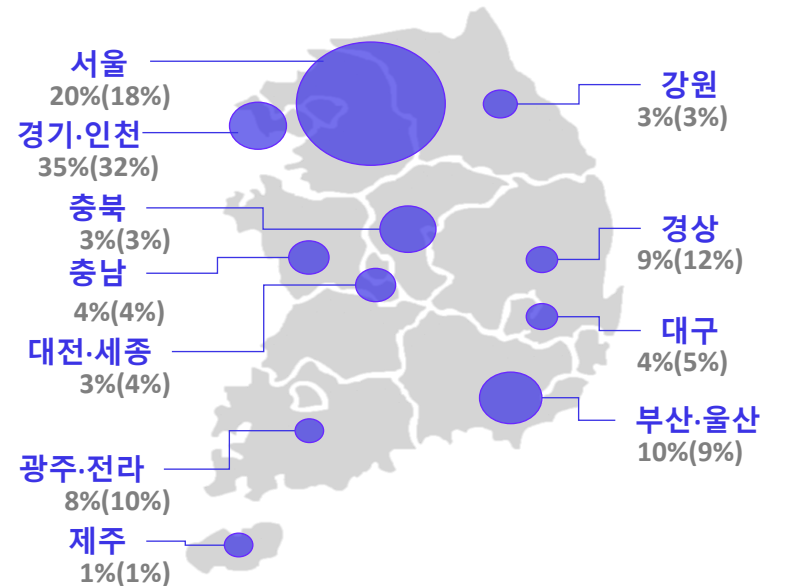 서울
20%(18%)
경기·인천
35%(32%)
충북
3%(3%)
충남
4%(4%)
대전·세종
3%(4%)
광주·전라
8%(10%)
제주
1%(1%)
강원
3%(3%)
경상
9%(12%)
대구
4%(5%)
부산·울산
10%(9%)